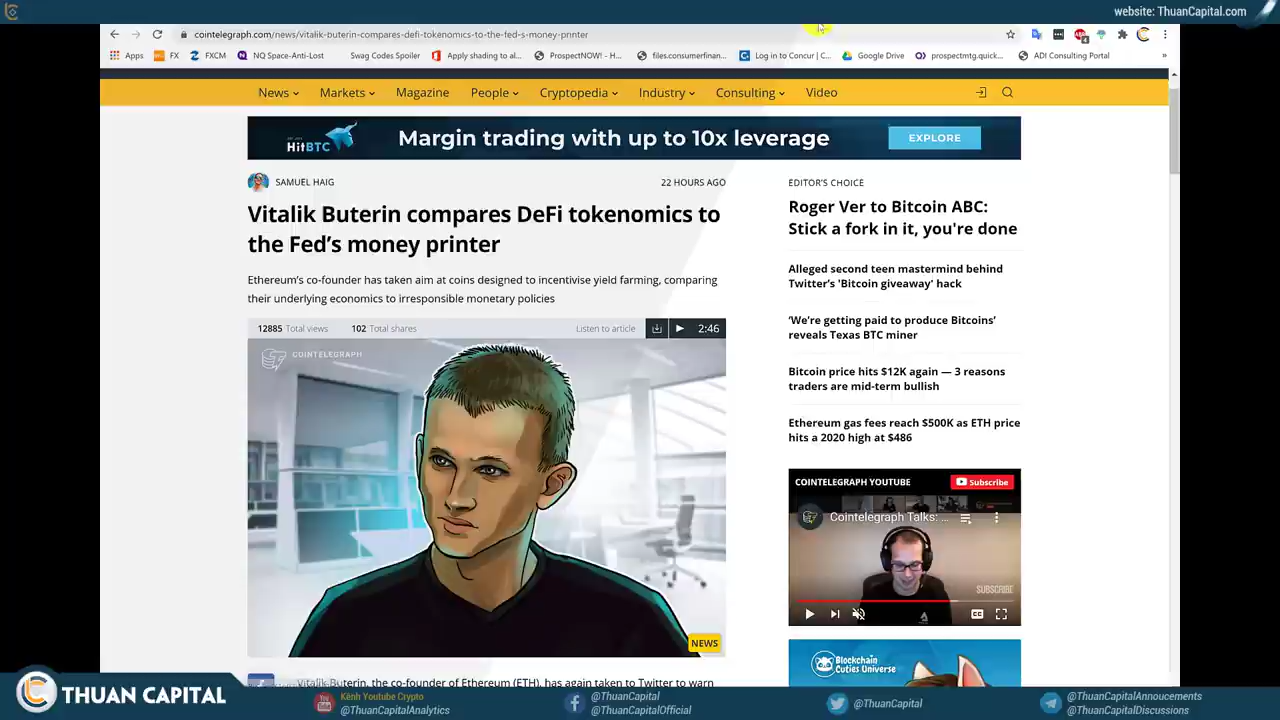 website: ThuanCapital.com
cointelegraph.com/news/vitalik-buterin-compares-defi-tokenomics-to-the-fed-s-money-prnter
Apps FX FXCM NQ Space-Anti-Lost Swag Codes Spoiler Apply shading to al... ProspectNOW! - H... files.consumerfinan... Log in to Concur | C... Google Drive prospectmtg.quick... ADI Consulting Portal »
News Markets Magazine People Cryptopedia Industry Consulting Video
HitBTC Margin trading with up to 10x leverage EXPLORE
SAMUEL HAIG 22 HOURS AGO
Vitalik Buterin compares DeFi tokenomics to
the Fed’s money printer
Ethereum’s co-founder has taken aim at coins designed to incentivise yield farming, comparing
their underlying economics to irresponsible monetary policies
12885 Total views 102 Total shares Listen to article 2:46
COINTELEGRAPH
NEWS
Vitalik Buterin, the co-founder of Ethereum (ETH), has again taken to Twitter to warn
EDITOR’S CHOICE
Roger Ver to Bitcoin ABC:
Stick a fork in it, you're done
Alleged second teen mastermind behind
Twitter’s 'Bitcoin giveaway' hack
‘We’re getting paid to produce Bitcoins’
reveals Texas BTC miner
Bitcoin price hits $12K again — 3 reasons
traders are mid-term bullish
Ethereum gas fees reach $500K as ETH price
hits a 2020 high at $486
COINTELEGRAPH YOUTUBE Subscribe
Cointelegraph Talks: ...
SUBSCRIBE
CC
Blockchain
Cuties Universe
THUAN CAPITAL
You Tube
Kênh Youtube Crypto
@ThuanCapitalAnalytics
@ThuanCapital
@ThuanCapitalOfficial
@ThuanCapital
@ThuanCapitalAnnoucements
@ThuanCapitalDiscussions